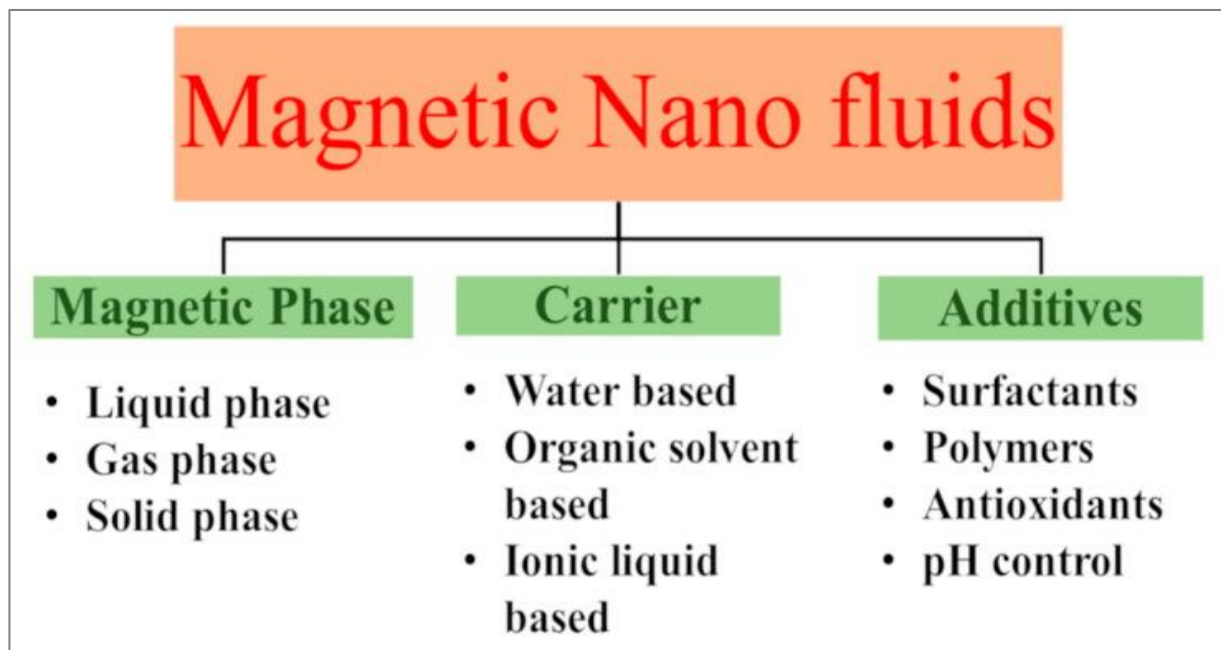 Magnetic Nano fluids
Magnetic Phase
• Liquid phase
• Gas phase
• Solid phase
Carrier
• Water based
• Organic solvent
based
• Ionic liquid
based
Additives
• Surfactants
• Polymers
• Antioxidants
• pH control